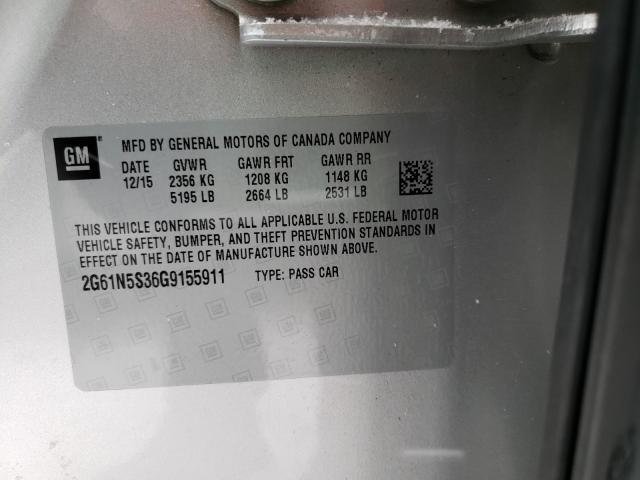 GM
MFD BY GENERAL MOTORS OF CANADA COMPANY
DATE GVWR GAWR FRT GAWR RR
12/15 2356 KG 1208 KG 1148 KG
5195 LB 2664 LB 2531 LB
THIS VEHICLE CONFORMS TO ALL APPLICABLE U.S. FEDERAL MOTOR
VEHICLE SAFETY, BUMPER, AND THEFT PREVENTION STANDARDS IN
EFFECT ON THE DATE OF MANUFACTURE SHOWN ABOVE.
2G61N5S36G9155911 TYPE: PASS CAR